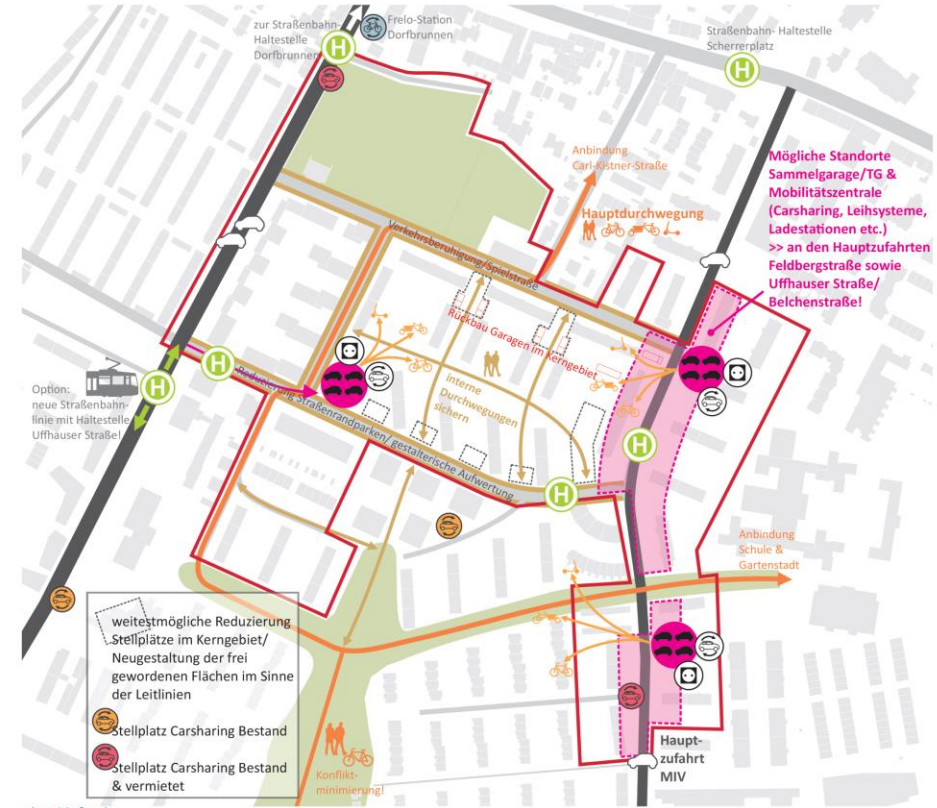 zur Straßenbahn-
Haltestelle
Dorfbrunnen
Frelo-Station
Dorfbrunnen
Straßenbahn- Haltestelle
Scherrerplatz
H
H
Anbindung
Carl-Kistner-Straße
Hauptdurchwegung
Mögliche Standorte
Sammelgarage/TG &
Mobilitätszentrale
(Carsharing, Leihsysteme,
Ladestationen etc.)
>> an den Hauptzufahrten
Feldbergstraße sowie
Uffhauser Straße/
Belchenstraße!
Verkehrsberuhigung/Spielstraße
Rückbau Garagen im Kerngebiet
interne
Durchwegungen
sichern
Reduzierung Straßenrandparken/ gestalterische Aufwertung
Option:
neue Straßenbahn-
linie mit Haltestelle
Uffhauser Straße!
H
H
H
H
Anbindung
Schule &
Gartenstadt
weitestmögliche Reduzierung
Stellplätze im Kerngebiet/
Neugestaltung der frei
gewordenen Flächen im Sinne
der Leitlinien
Stellplatz Carsharing Bestand
Stellplatz Carsharing Bestand
& vermietet
Konflikt-
minimierung!
Haupt-
zufahrt
MIV